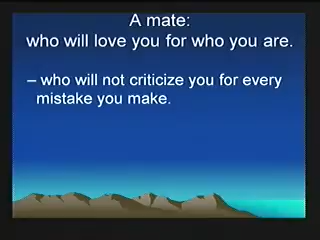 A mate:
who will love you for who you are.
– who will not criticize you for every
mistake you make.